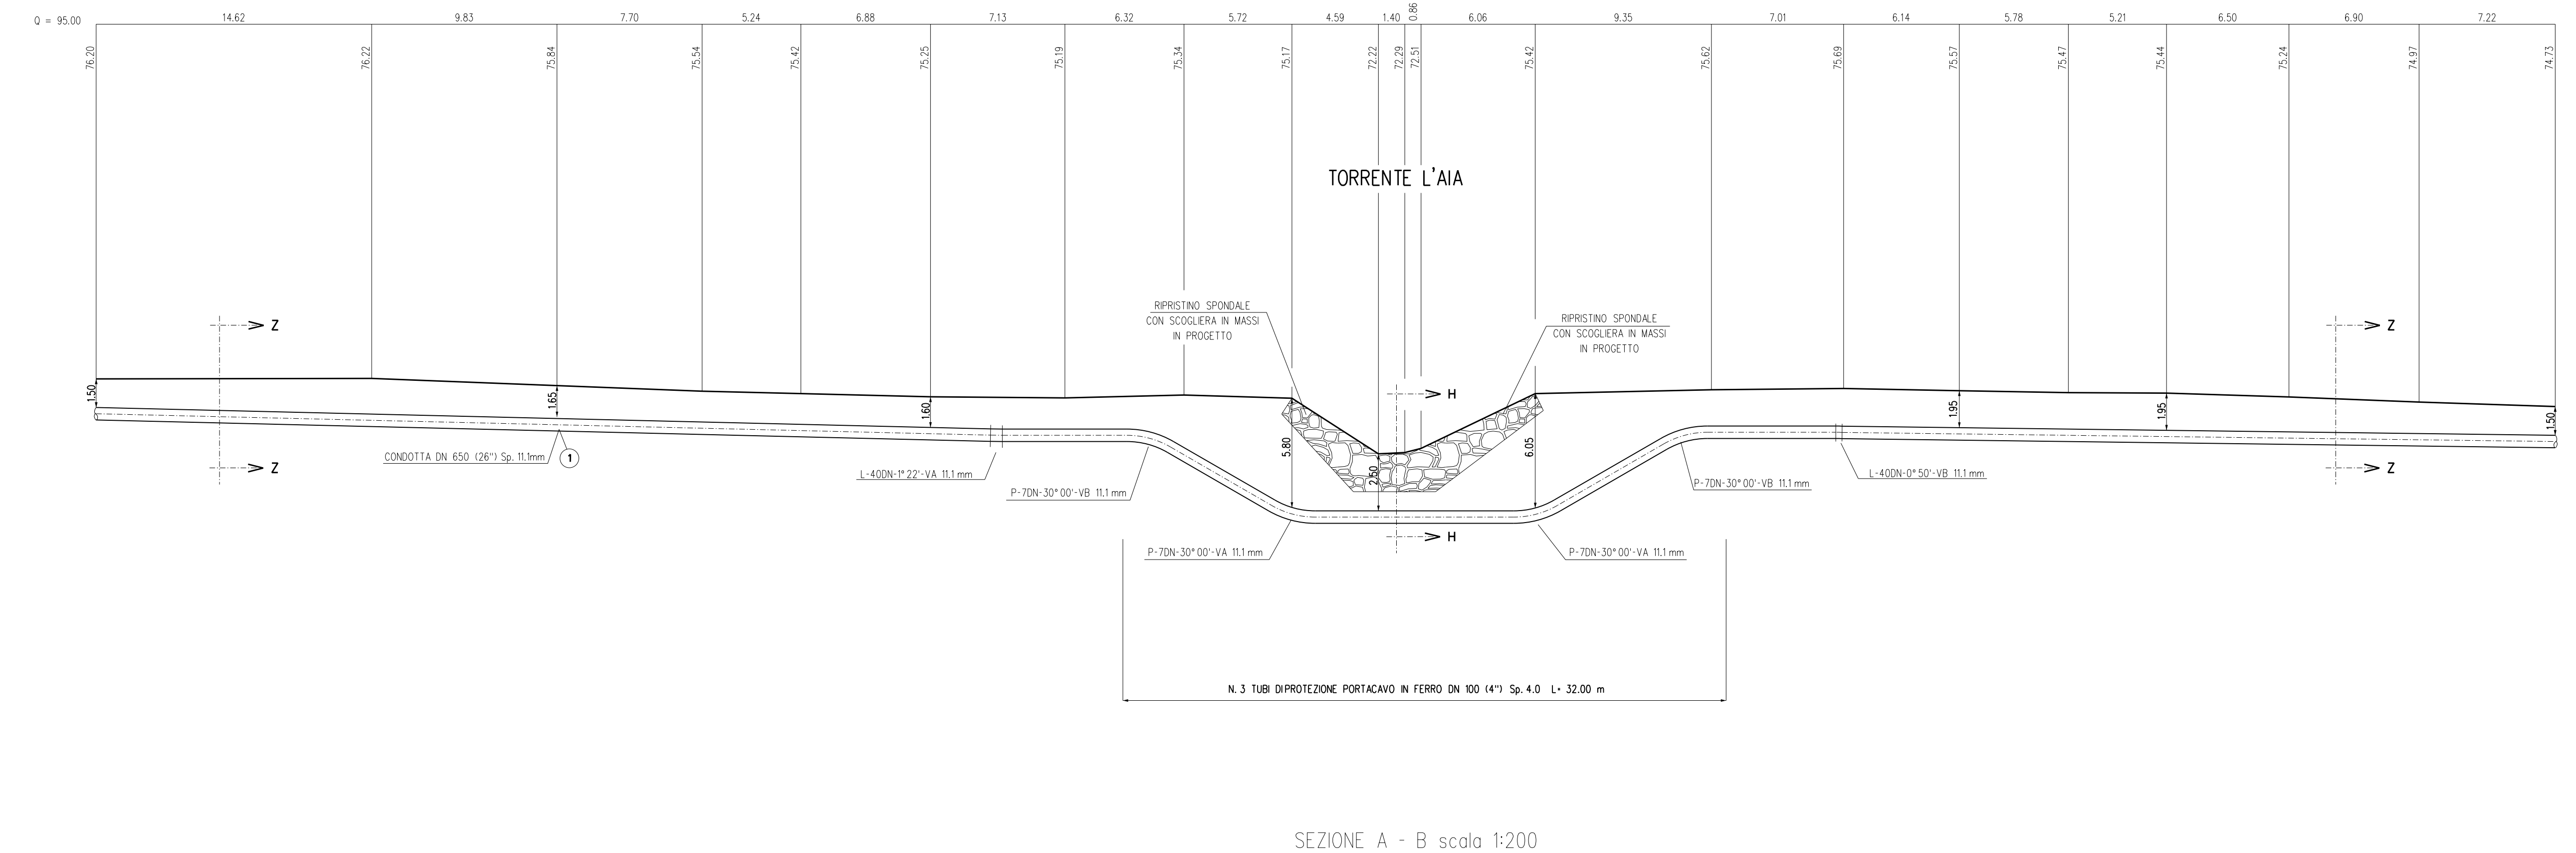 Q = 95.00
14.62 9.83 7.70 5.24 6.88 7.13 6.32 5.72 4.59 1.40 0.86 6.06 9.35 7.01 6.14 5.78 5.21 6.50 6.90 7.22
76.20 76.22 75.84 75.54 75.42 75.25 75.19 75.34 75.17 72.22 72.29 72.51 75.42 75.62 75.69 75.57 75.47 75.44 75.24 74.97 74.73
TORRENTE L'AIA
RIPRISTINO SPONDALE
CON SCOGLIERA IN MASSI
IN PROGETTO
RIPRISTINO SPONDALE
CON SCOGLIERA IN MASSI
IN PROGETTO
Z
Z
H
1.50
1.65
1.60
5.80
2.50
6.05
1.95
1.95
1.50
CONDOTTA DN 650 (26") Sp. 11.1mm
1
Z
L-40DN-1°22'-VA 11.1 mm
P-7DN-30°00'-VB 11.1 mm
P-7DN-30°00'-VB 11.1 mm
L-40DN-0°50'-VB 11.1 mm
Z
H
P-7DN-30°00'-VA 11.1 mm
P-7DN-30°00'-VA 11.1 mm
N. 3 TUBI DI PROTEZIONE PORTACAVO IN FERRO DN 100 (4") Sp. 4.0 L= 32.00 m
SEZIONE A - B scala 1:200